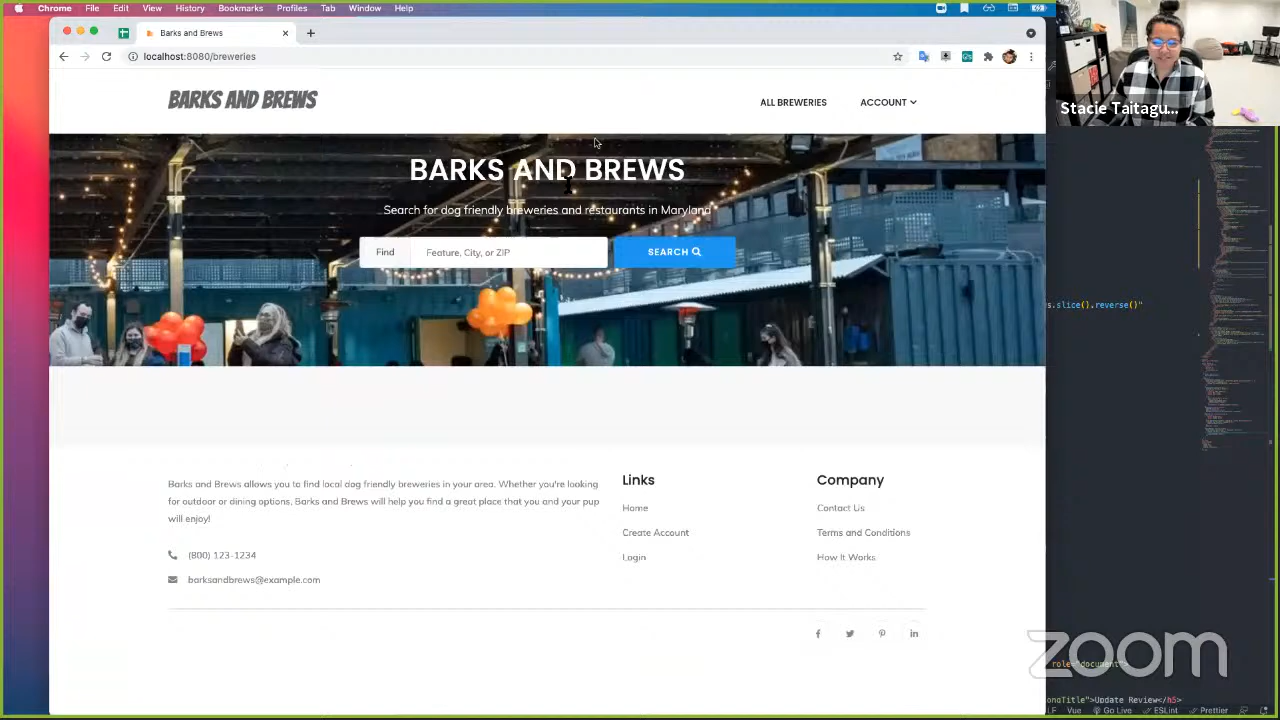 Chrome File Edit View History Bookmarks Profiles Tab Window Help
Barks and Brews
localhost:8080/breweries
BARKS AND BREWS
ALL BREWERIES
ACCOUNT
BARKS AND BREWS
Search for dog friendly breweries and restaurants in Maryland
Find
Feature, City, or ZIP
SEARCH
Barks and Brews allows you to find local dog friendly breweries in your area. Whether you're looking
for outdoor or dining options, Barks and Brews will help you find a great place that you and your pup
will enjoy!
(800) 123-1234
barksandbrews@example.com
Links
Home
Create Account
Login
Company
Contact Us
Terms and Conditions
How It Works
Stacie Taitagu...
s.slice().reverse()"
zoom
role="document">
ongTitle">Update Review</h5>
LF Vue Go Live ESLint Prettier